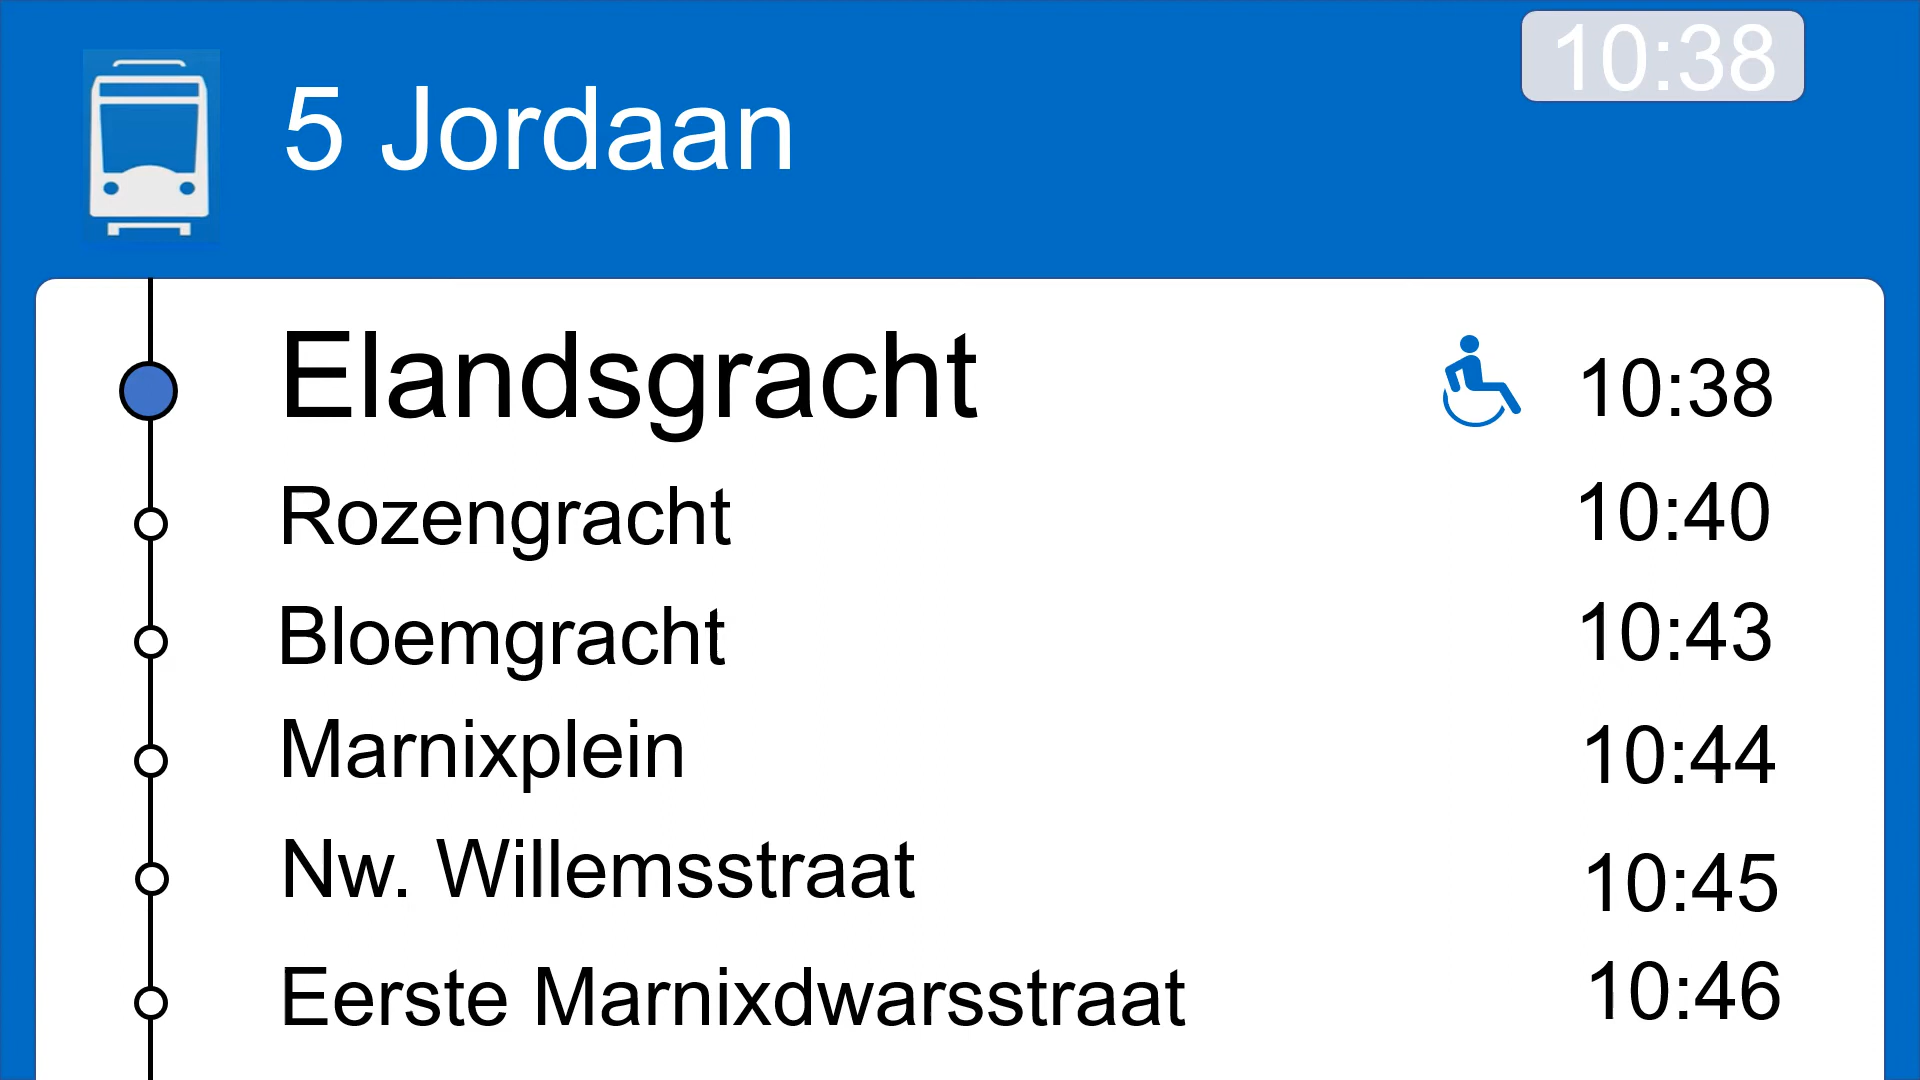 10:38
5 Jordaan
Elandsgracht 10:38
Rozengracht 10:40
Bloemgracht 10:43
Marnixplein 10:44
Nw. Willemsstraat 10:45
Eerste Marnixdwarsstraat 10:46